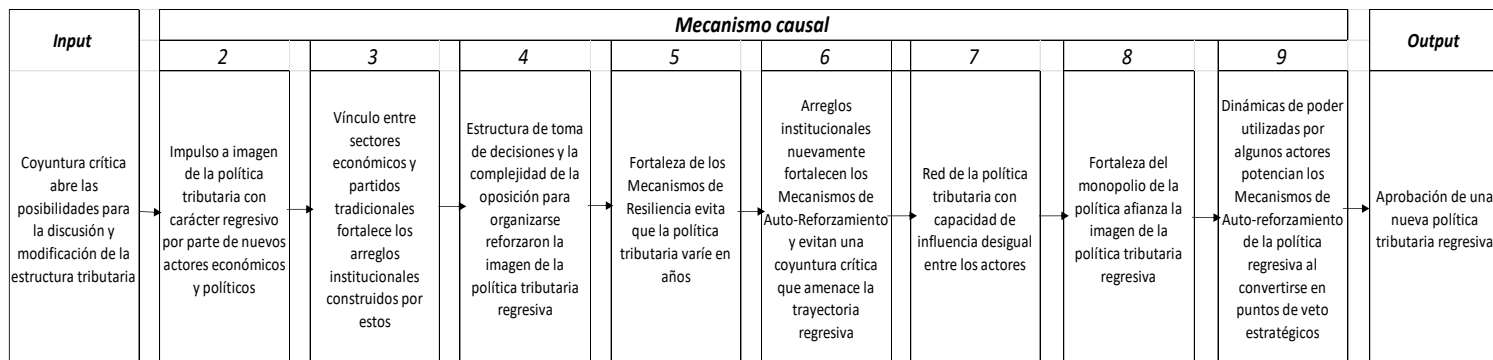 Input
Mecanismo causal
Output
2
3
4
5
6
7
8
9
Coyuntura crítica
abre las
posibilidades para
la discusión y
modificación de la
estructura tributaria
Impulso a imagen
de la política
tributaria con
carácter regresivo
por parte de nuevos
actores económicos
y políticos
Vínculo entre
sectores
económicos y
partidos
tradicionales
fortalece los
arreglos
institucionales
construidos por
estos
Estructura de toma
de decisiones y la
complejidad de la
oposición para
organizarse
reforzaron la
imagen de la
política tributaria
regresiva
Fortaleza de los
Mecanismos de
Resiliencia evita
que la política
tributaria varíe en
años
Arreglos
institucionales
nuevamente
fortalecen los
Mecanismos de
Auto-Reforzamiento
y evitan una
coyuntura crítica
que amenace la
trayectoria
regresiva
Red de la política
tributaria con
capacidad de
influencia desigual
entre los actores
Fortaleza del
monopolio de la
política afianza la
imagen de la
política tributaria
regresiva
Dinámicas de poder
utilizadas por
algunos actores
potencian los
Mecanismos de
Auto-reforzamiento
de la política
regresiva al
convertirse en
puntos de veto
estratégicos
Aprobación de una
nueva política
tributaria regresiva